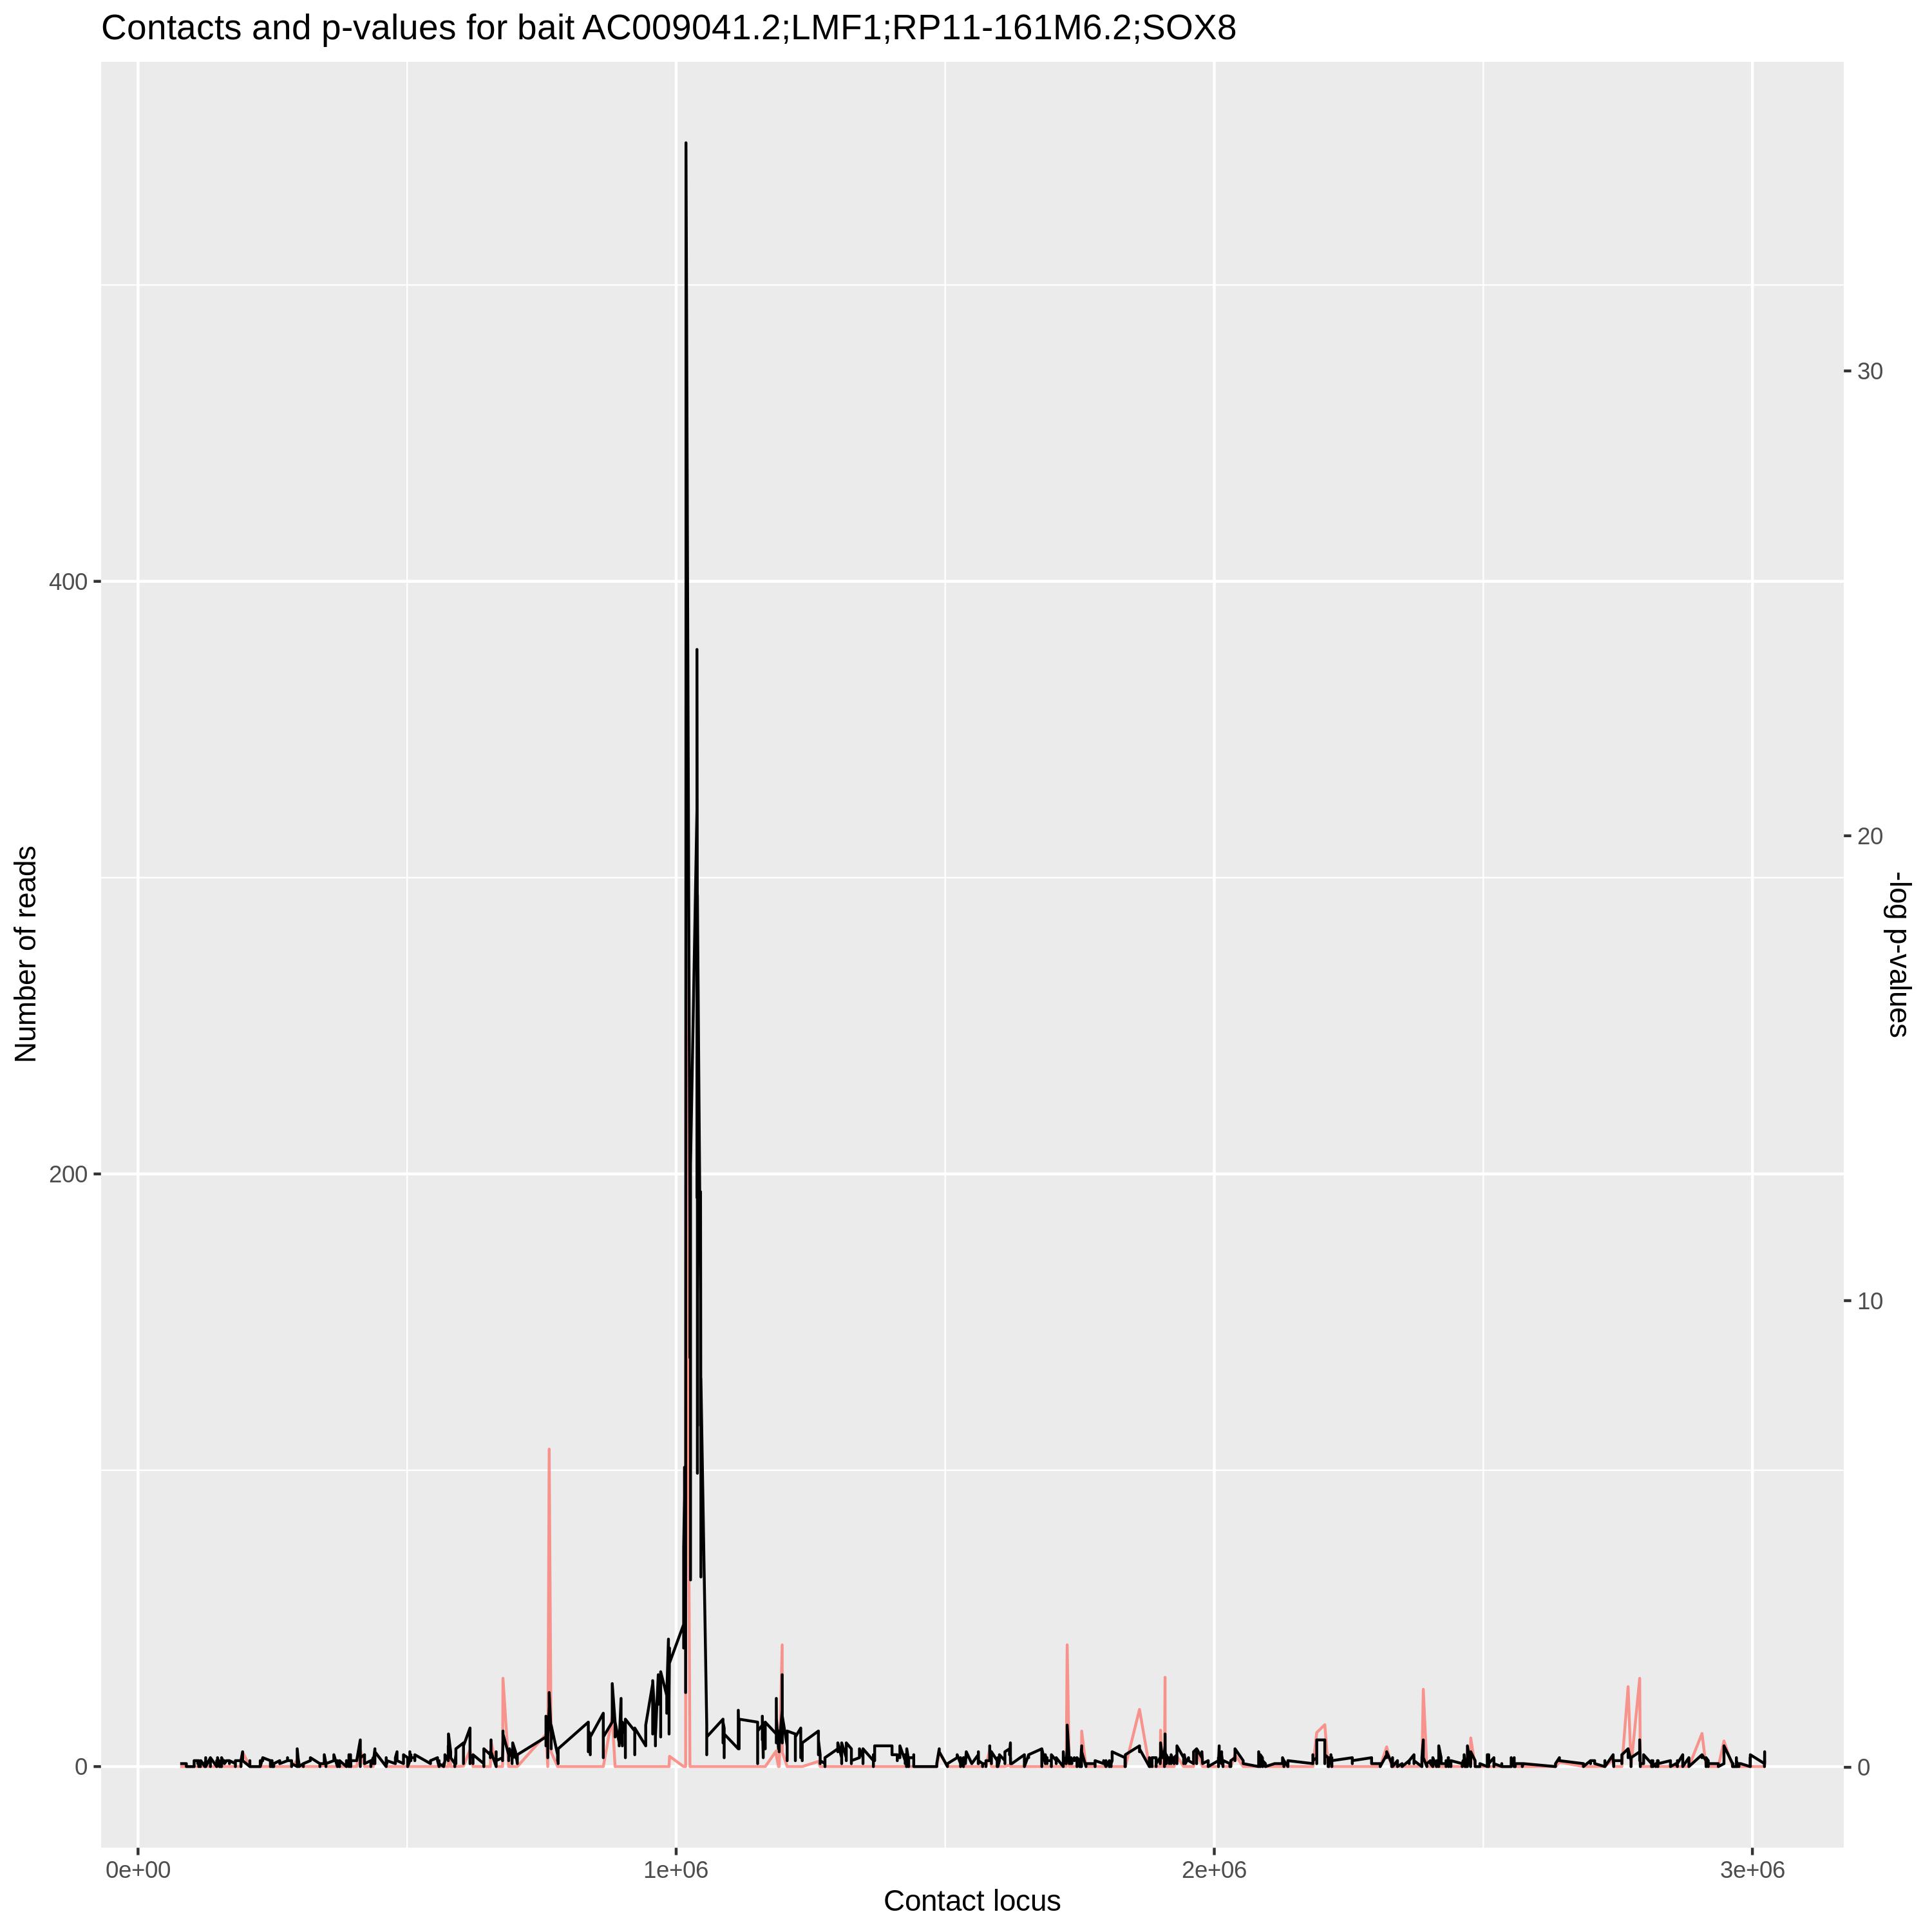 Contacts and p-values for bait AC009041.2;LMF1;RP11-161M6.2;SOX8
Number of reads
400
200
0
30
20
10
0
-log p-values
0e+00
1e+06
2e+06
3e+06
Contact locus